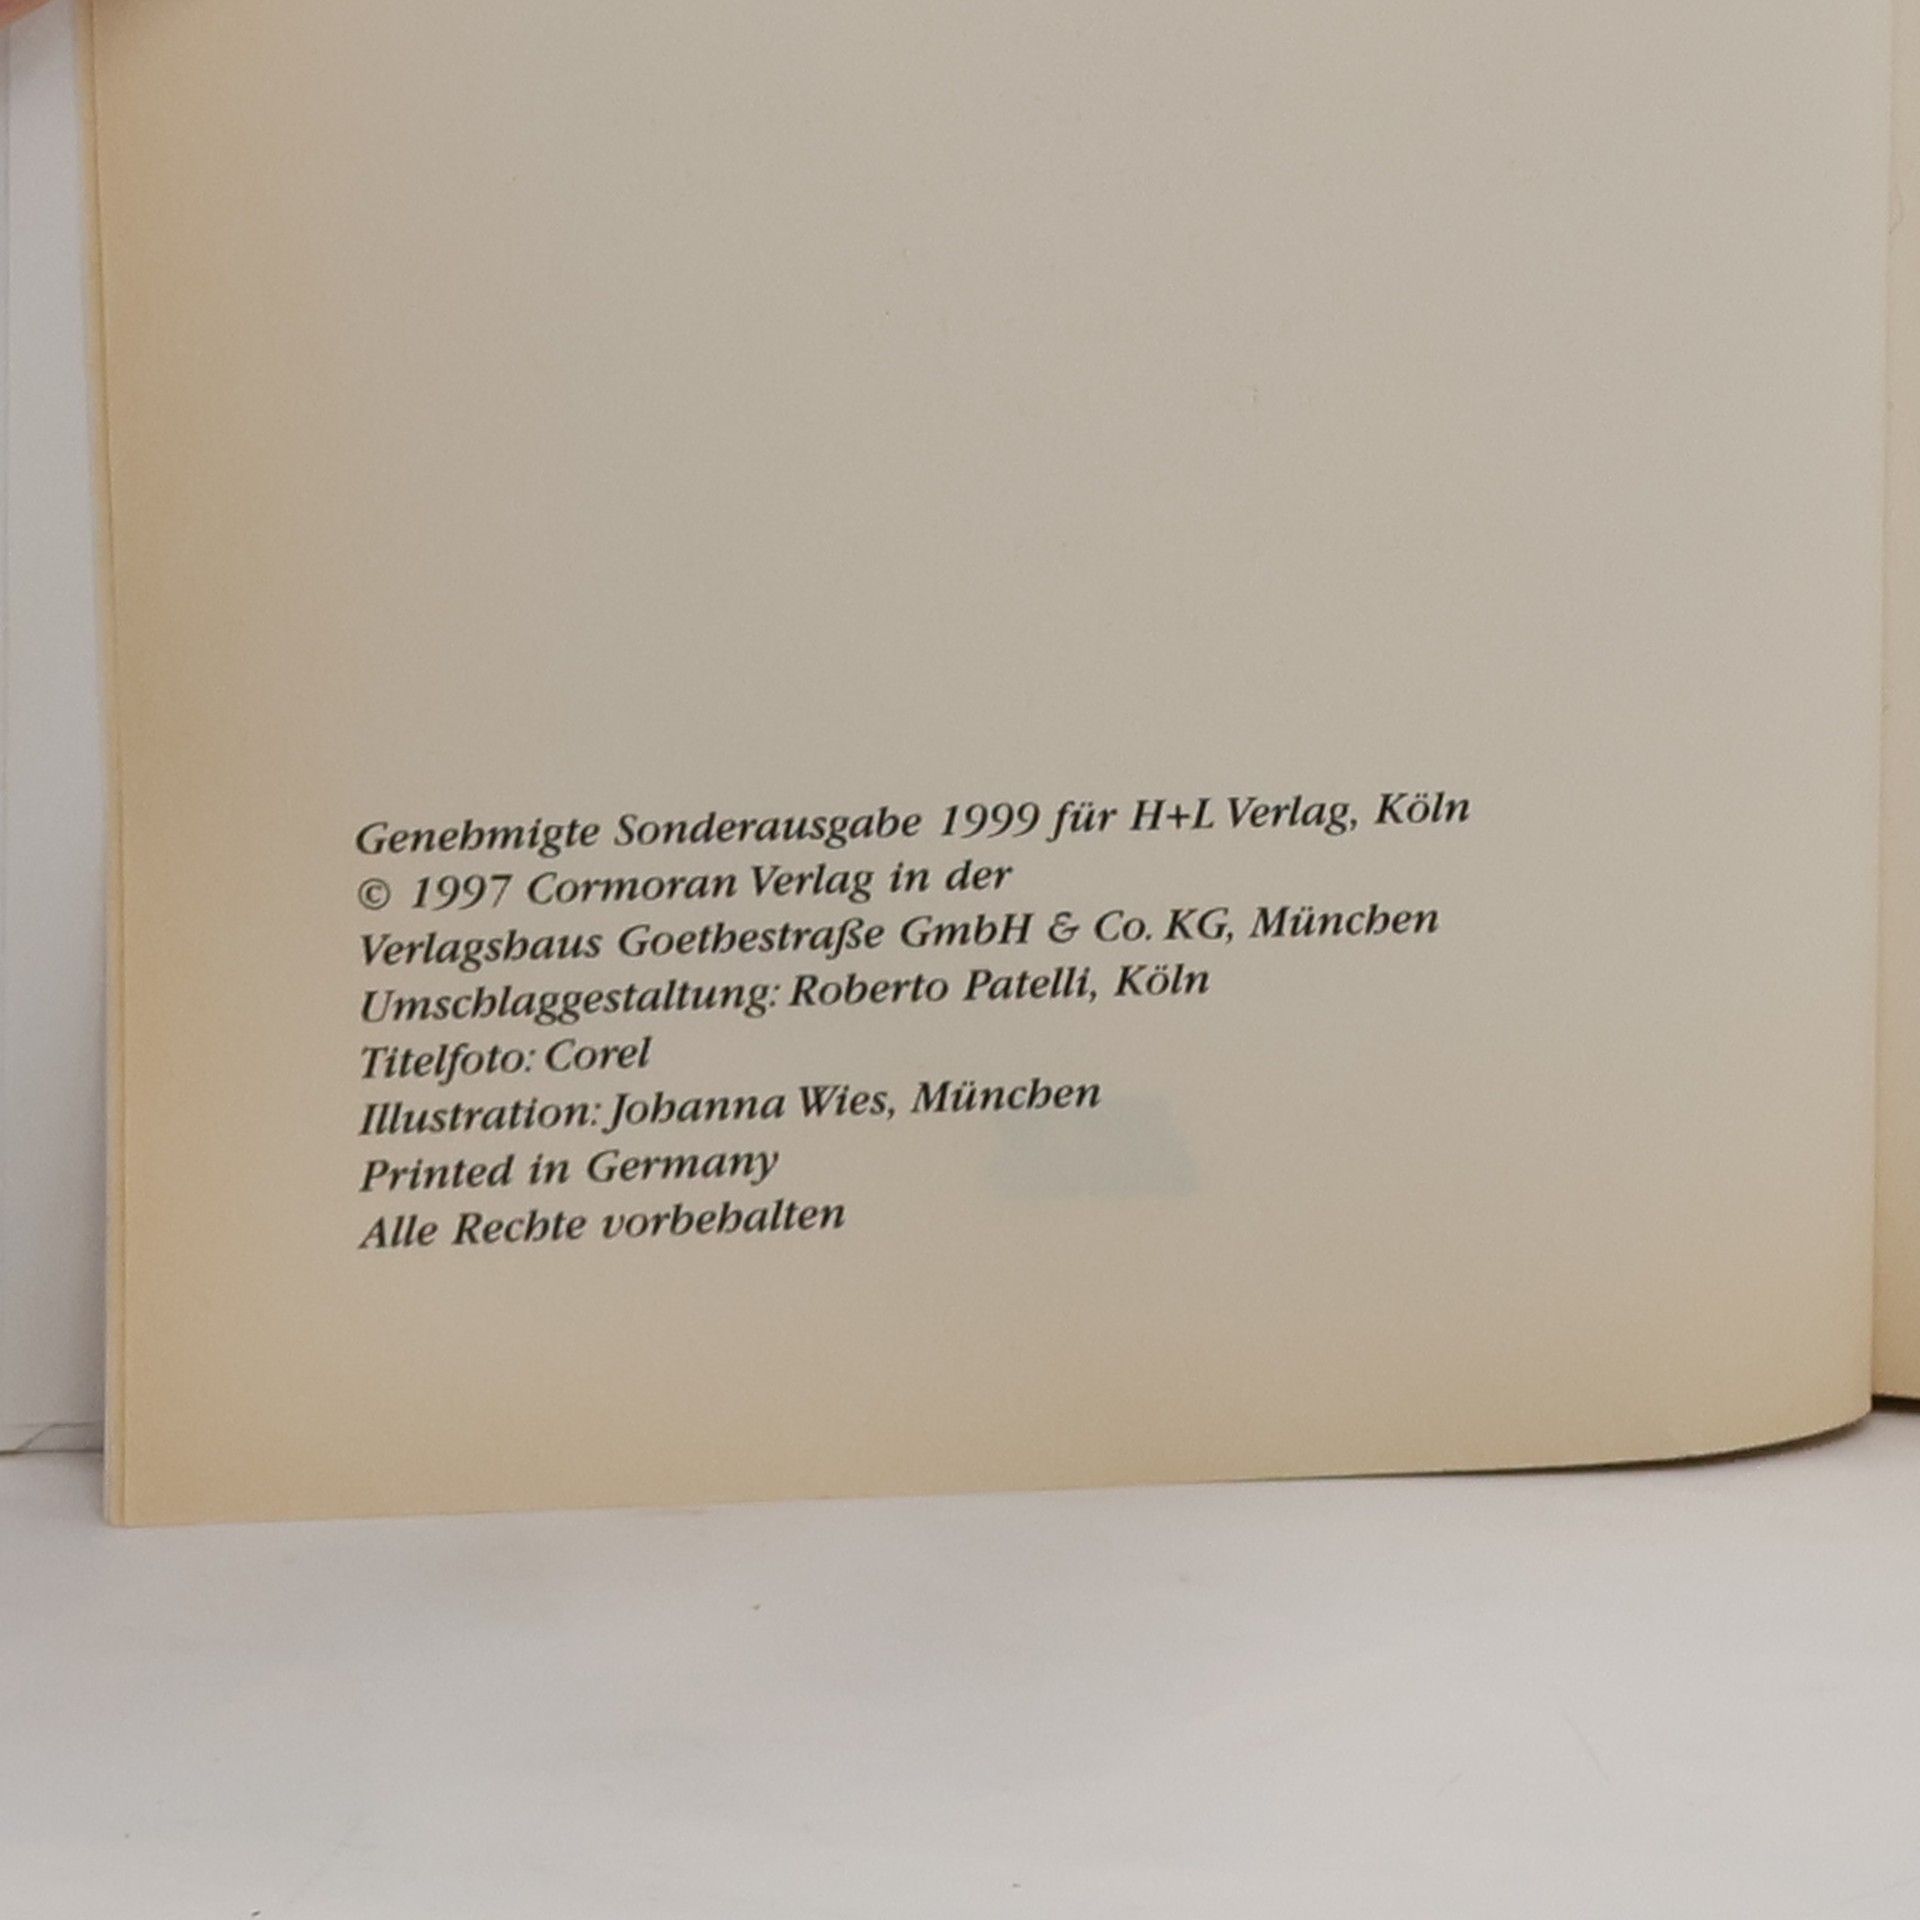 Genehmigte Sonderausgabe 1999 für H+L Verlag, Köln
© 1997 Cormoran Verlag in der
Verlagshaus Goethestraße GmbH & Co. KG, München
Umschlaggestaltung: Roberto Patelli, Köln
Titelfoto: Corel
Illustration: Johanna Wies, München
Printed in Germany
Alle Rechte vorbehalten